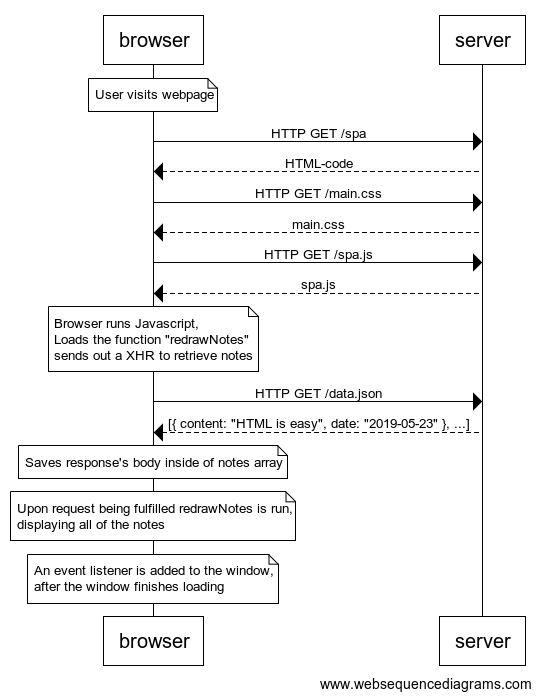 browser
server
User visits webpage
HTTP GET /spa
HTML-code
HTTP GET /main.css
main.css
HTTP GET /spa.js
spa.js
Browser runs Javascript,
Loads the function "redrawNotes"
sends out a XHR to retrieve notes
HTTP GET /data.json
[{ content: "HTML is easy", date: "2019-05-23" }, ...]
Saves response's body inside of notes array
Upon request being fulfilled redrawNotes is run,
displaying all of the notes
An event listener is added to the window,
after the window finishes loading
browser
server
www.websequencediagrams.com